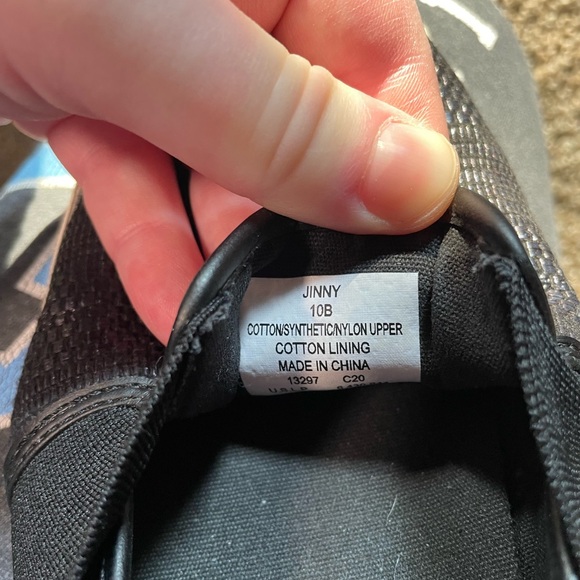 JINNY
10B
COTTON/SYNTHETIC/NYLON UPPER
COTTON LINING
MADE IN CHINA
13297 C20